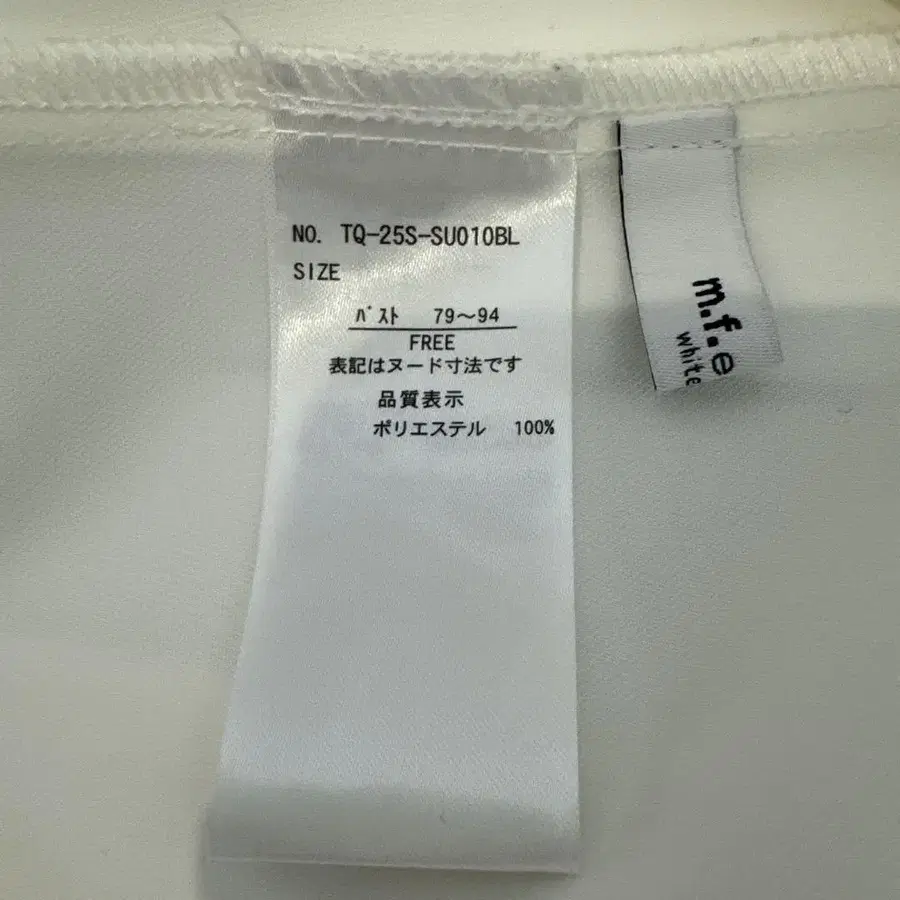 NO. TQ-25S-SU010BL
SIZE
バスト 79～94
FREE
表記はヌード寸法です
品質表示
ポリエステル 100%
m.f.e
white